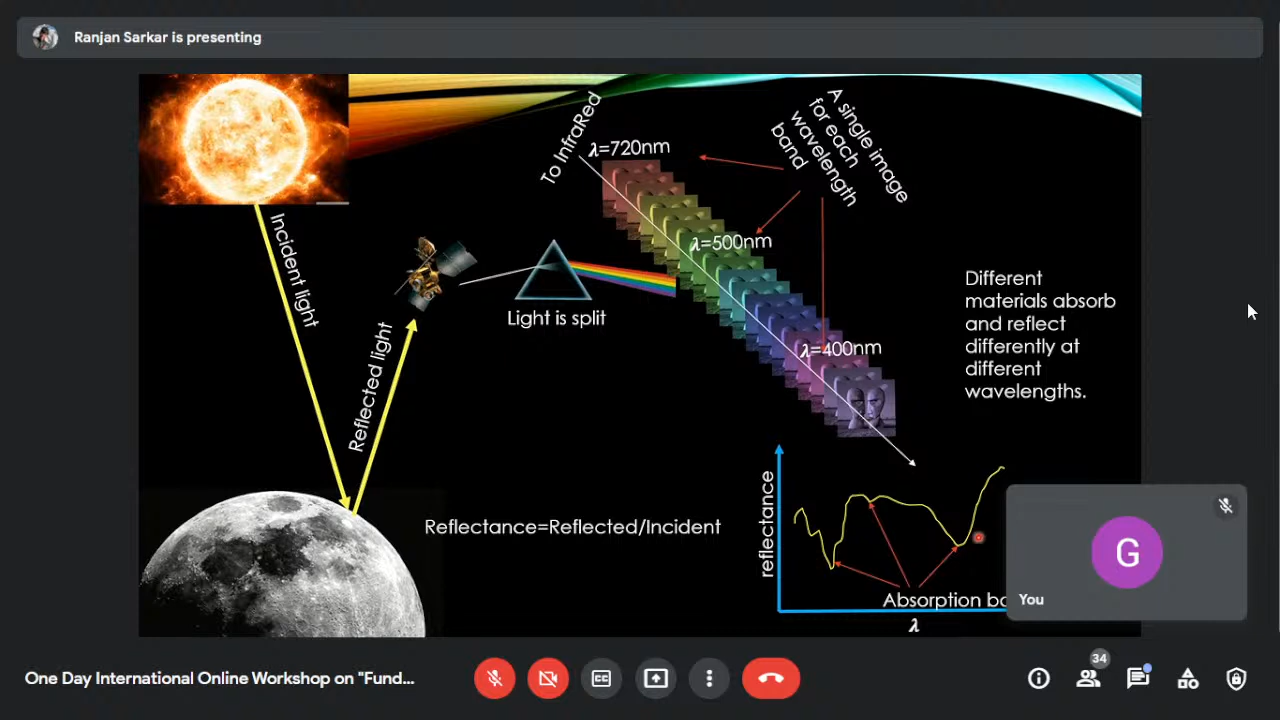 Ranjan Sarkar is presenting
To InfraRed
λ=720nm
A single image
for each
wavelength
band
λ=500nm
Incident light
Light is split
λ=400nm
Reflected light
Different
materials absorb
and reflect
differently at
different
wavelengths.
Reflectance=Reflected/Incident
reflectance
Absorption
λ
G
You
One Day International Online Workshop on "Fund...
CC
34